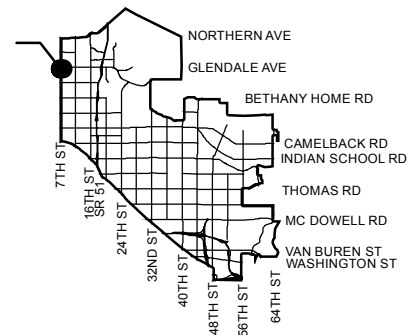 NORTHERN AVE
GLENDALE AVE
BETHANY HOME RD
CAMELBACK RD
INDIAN SCHOOL RD
THOMAS RD
MC DOWELL RD
VAN BUREN ST
WASHINGTON ST
7TH ST
16TH ST
SR 51
24TH ST
32ND ST
40TH ST
48TH ST
56TH ST
64TH ST